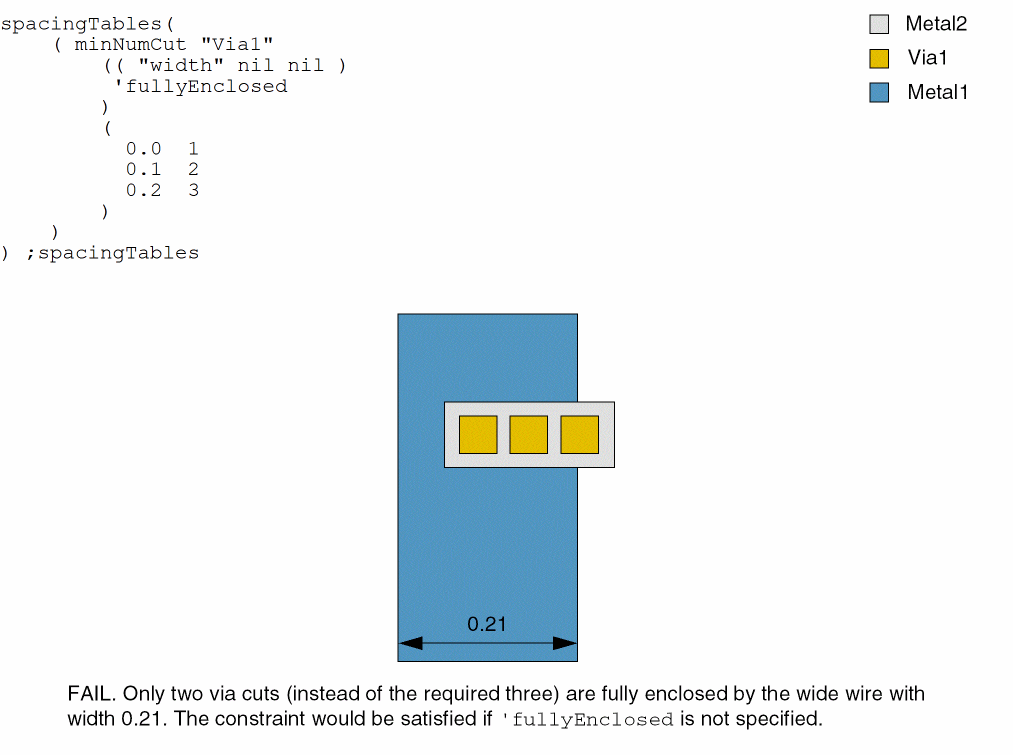 spacingTables(
    ( minNumCut "Via1"
        (( "width" nil nil )
         'fullyEnclosed
        )
        (
          0.0  1
          0.1  2
          0.2  3
        )
    )
) ;spacingTables
Metal2
Via1
Metal1
0.21
FAIL. Only two via cuts (instead of the required three) are fully enclosed by the wide wire with
width 0.21. The constraint would be satisfied if 'fullyEnclosed is not specified.